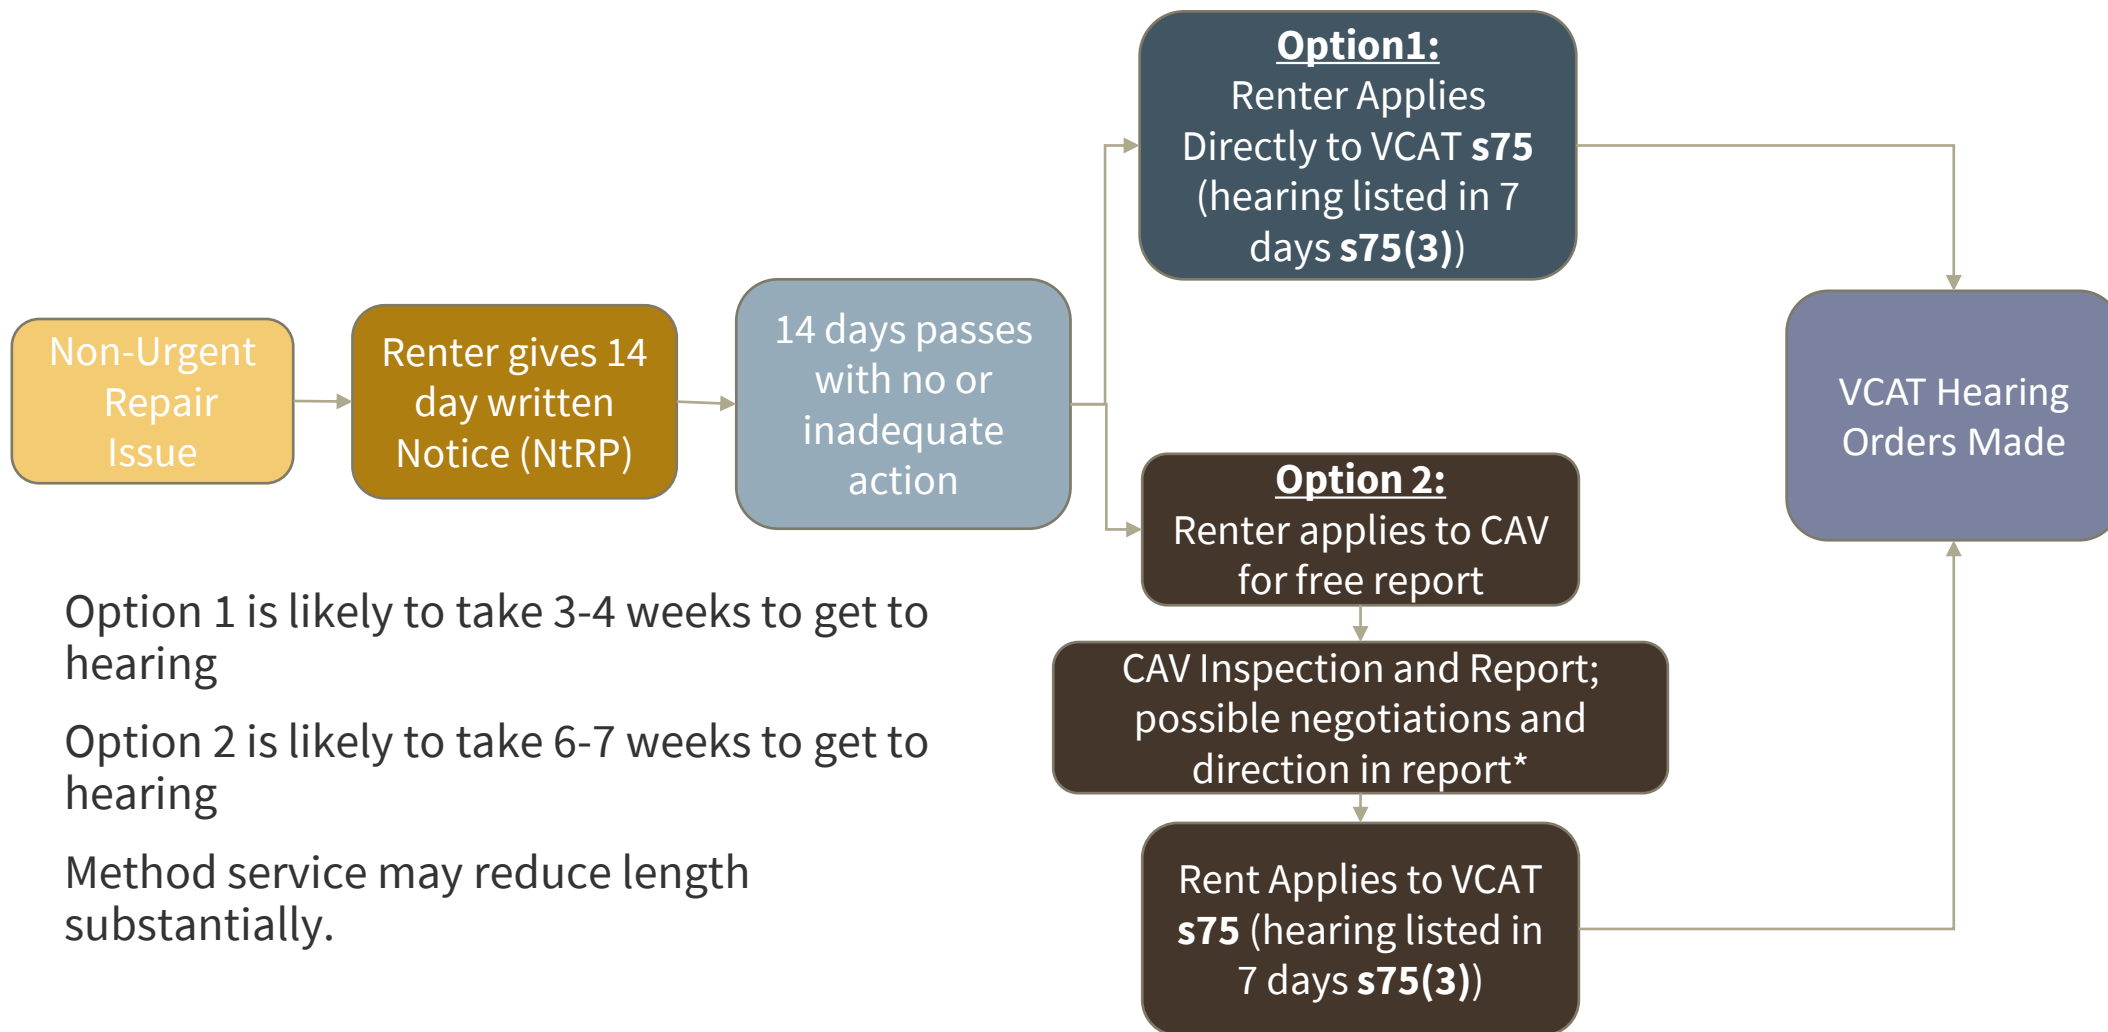 Non-Urgent
Repair
Issue
Renter gives 14
day written
Notice (NtRP)
14 days passes
with no or
inadequate
action
Option1:
Renter Applies
Directly to VCAT s75
(hearing listed in 7
days s75(3))
Option 2:
Renter applies to CAV
for free report
CAV Inspection and Report;
possible negotiations and
direction in report*
Rent Applies to VCAT
s75 (hearing listed in
7 days s75(3))
VCAT Hearing
Orders Made
Option 1 is likely to take 3-4 weeks to get to
hearing
Option 2 is likely to take 6-7 weeks to get to
hearing
Method service may reduce length
substantially.